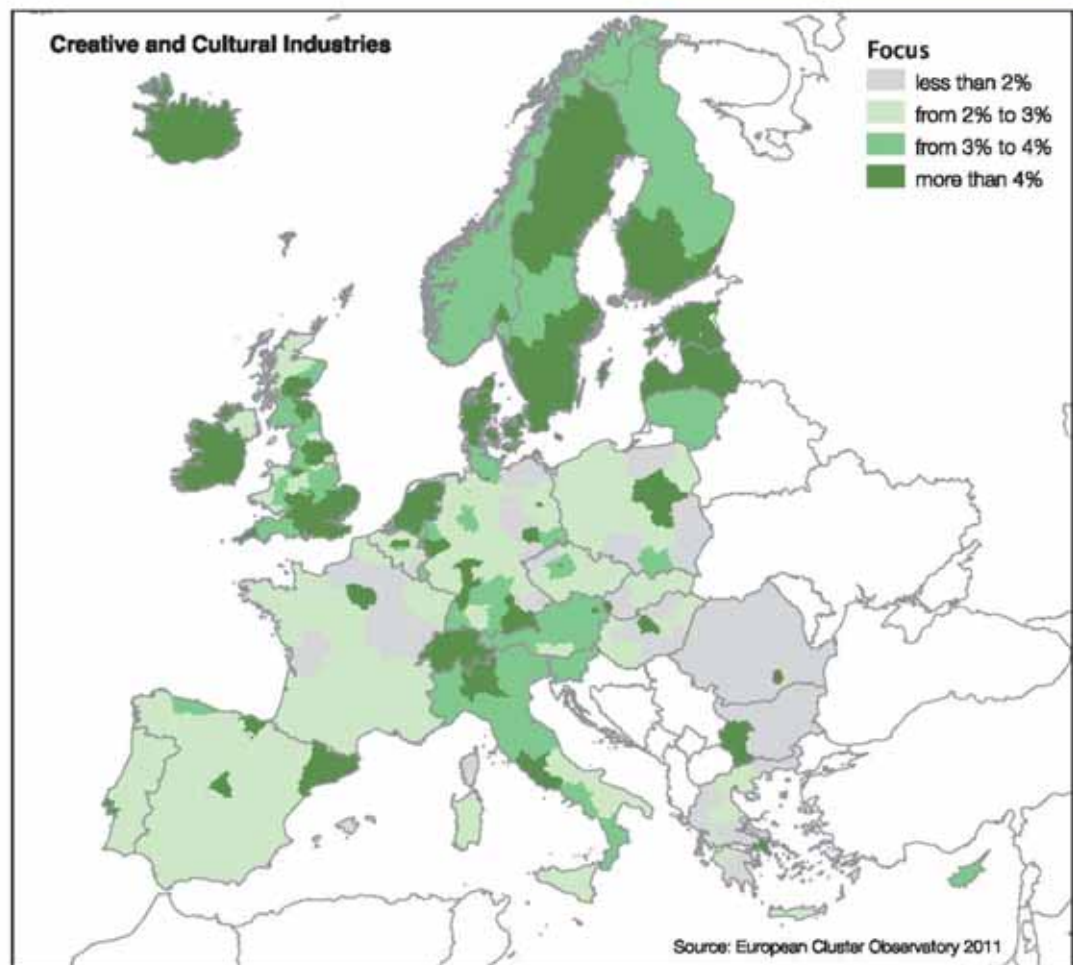 Creative and Cultural Industries
Focus
less than 2%
from 2% to 3%
from 3% to 4%
more than 4%
Source: European Cluster Observatory 2011